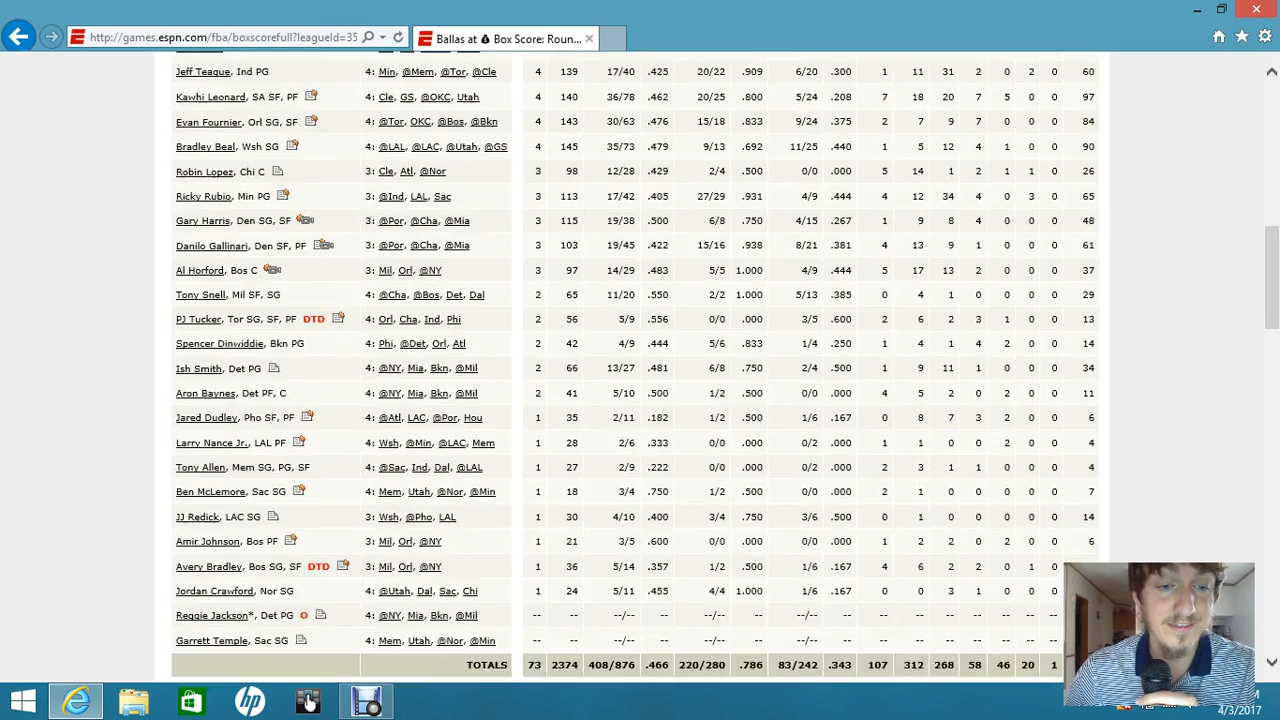 http://games.espn.com/fba/boxscorefull?leagueId=35
Ballas at Box Score: Roun...
Jeff Teague, Ind PG 4: Min, @Mem, @Tor, @Cle 4 139 17/40 .425 20/22 .909 6/20 .300 1 11 31 2 0 2 0 60
Kawhi Leonard, SA SF, PF 4: Cle, GS, @OKC, Utah 4 140 36/78 .462 20/25 .800 5/24 .208 7 18 20 7 5 0 0 97
Evan Fournier, Orl SG, SF 4: @Tor, OKC, @Bos, @Bkn 4 143 30/63 .476 15/18 .833 9/24 .375 2 7 9 7 0 0 0 84
Bradley Beal, Wsh SG 4: @LAL, @LAC, @Utah, @GS 4 145 35/73 .479 9/13 .692 11/25 .440 1 5 12 4 1 0 0 90
Robin Lopez, Chi C 3: Cle, Atl, @Nor 3 98 12/28 .429 2/4 .500 0/0 .000 5 14 1 2 1 1 0 26
Ricky Rubio, Min PG 3: @Ind, LAL, Sac 3 113 17/42 .405 27/29 .931 4/9 .444 4 12 34 4 0 3 0 65
Gary Harris, Den SG, SF 3: @Por, @Cha, @Mia 3 115 19/38 .500 6/8 .750 4/15 .267 1 9 8 4 0 0 0 48
Danilo Gallinari, Den SF, PF 3: @Por, @Cha, @Mia 3 103 19/45 .422 15/16 .938 8/21 .381 4 13 9 1 0 0 0 61
Al Horford, Bos C 3: Mil, Orl, @NY 3 97 14/29 .483 5/5 1.000 4/9 .444 5 17 13 2 0 0 0 37
Tony Snell, Mil SF, SG 4: @Cha, @Bos, Det, Dal 2 65 11/20 .550 2/2 1.000 5/13 .385 0 4 1 0 0 0 0 29
PJ Tucker, Tor SG, SF, PF DTD 4: Orl, Cha, Ind, Phi 2 56 5/9 .556 0/0 .000 3/5 .600 2 6 2 3 1 0 0 13
Spencer Dinwiddie, Bkn PG 4: Phi, @Det, Orl, Atl 2 42 4/9 .444 5/6 .833 1/4 .250 1 4 1 4 2 0 0 14
Ish Smith, Det PG 4: @NY, Mia, Bkn, @Mil 2 66 13/27 .481 6/8 .750 2/4 .500 1 9 11 1 0 0 0 34
Aron Baynes, Det PF, C 4: @NY, Mia, Bkn, @Mil 2 41 5/10 .500 1/2 .500 0/0 .000 4 5 2 0 2 0 0 11
Jared Dudley, Pho SF, PF 4: @Atl, LAC, @Por, Hou 1 35 2/11 .182 1/2 .500 1/6 .167 0 8 7 3 2 0 0 6
Larry Nance Jr., LAL PF 4: Wsh, @Min, @LAC, Mem 1 28 2/6 .333 0/0 .000 0/2 .000 1 1 0 0 2 0 0 4
Tony Allen, Mem SG, PG, SF 4: @Sac, Ind, Dal, @LAL 1 27 2/9 .222 0/0 .000 0/2 .000 2 3 1 1 0 0 0 4
Ben McLemore, Sac SG 4: Mem, Utah, @Nor, @Min 1 18 3/4 .750 1/2 .500 0/0 .000 2 1 0 0 0 0 0 7
JJ Redick, LAC SG 3: Wsh, @Pho, LAL 1 30 4/10 .400 3/4 .750 3/6 .500 0 1 0 0 0 0 0 14
Amir Johnson, Bos PF 3: Mil, Orl, @NY 1 21 3/5 .600 0/0 .000 0/0 .000 1 2 2 0 2 0 0 6
Avery Bradley, Bos SG, SF DTD 3: Mil, Orl, @NY 1 36 5/14 .357 1/2 .500 1/6 .167 4 6 2 2 0 1 0 12
Jordan Crawford, Nor SG 4: @Utah, Dal, Sac, Chi 1 24 5/11 .455 4/4 1.000 1/6 .167 0 0 3 1 0 0
Reggie Jackson*, Det PG O 4: @NY, Mia, Bkn, @Mil -- -- --/-- -- --/-- -- --/-- -- -- -- -- -- -- -- --
Garrett Temple, Sac SG 4: Mem, Utah, @Nor, @Min -- -- --/-- -- --/-- -- --/-- -- -- -- -- -- -- -- --
TOTALS 73 2374 408/876 .466 220/280 .786 83/242 .343 107 312 268 58 46 20 1
4/3/2017